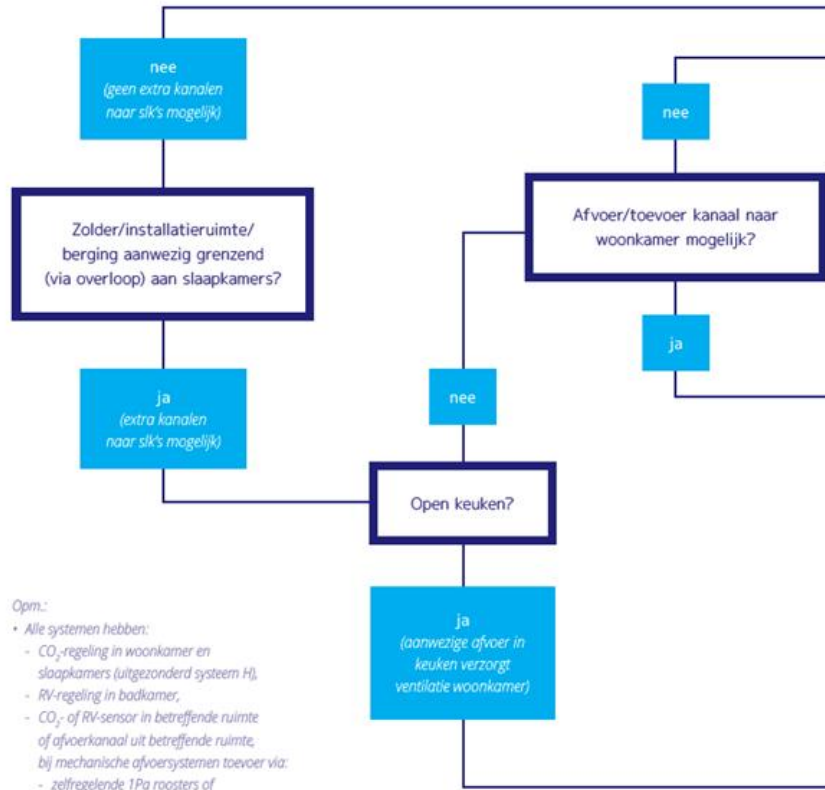 nee
(geen extra kanalen
naar slk's mogelijk)
nee
Zolder/installatieruimte/
berging aanwezig grenzend
(via overloop) aan slaapkamers?
Afvoer/toevoer kanaal naar
woonkamer mogelijk?
ja
ja
(extra kanalen
naar slk's mogelijk)
nee
Open keuken?
ja
(aanwezige afvoer in
keuken verzorgt
ventilatie woonkamer)
Opm.:
• Alle systemen hebben:
- CO₂-regeling in woonkamer en
slaapkamers (uitgezonderd systeem H),
- RV-regeling in badkamer,
- CO₂- of RV-sensor in betreffende ruimte
of afvoerkanaal uit betreffende ruimte,
bij mechanische afvoersystemen toevoer via:
- zelfregelende 1Pa roosters of